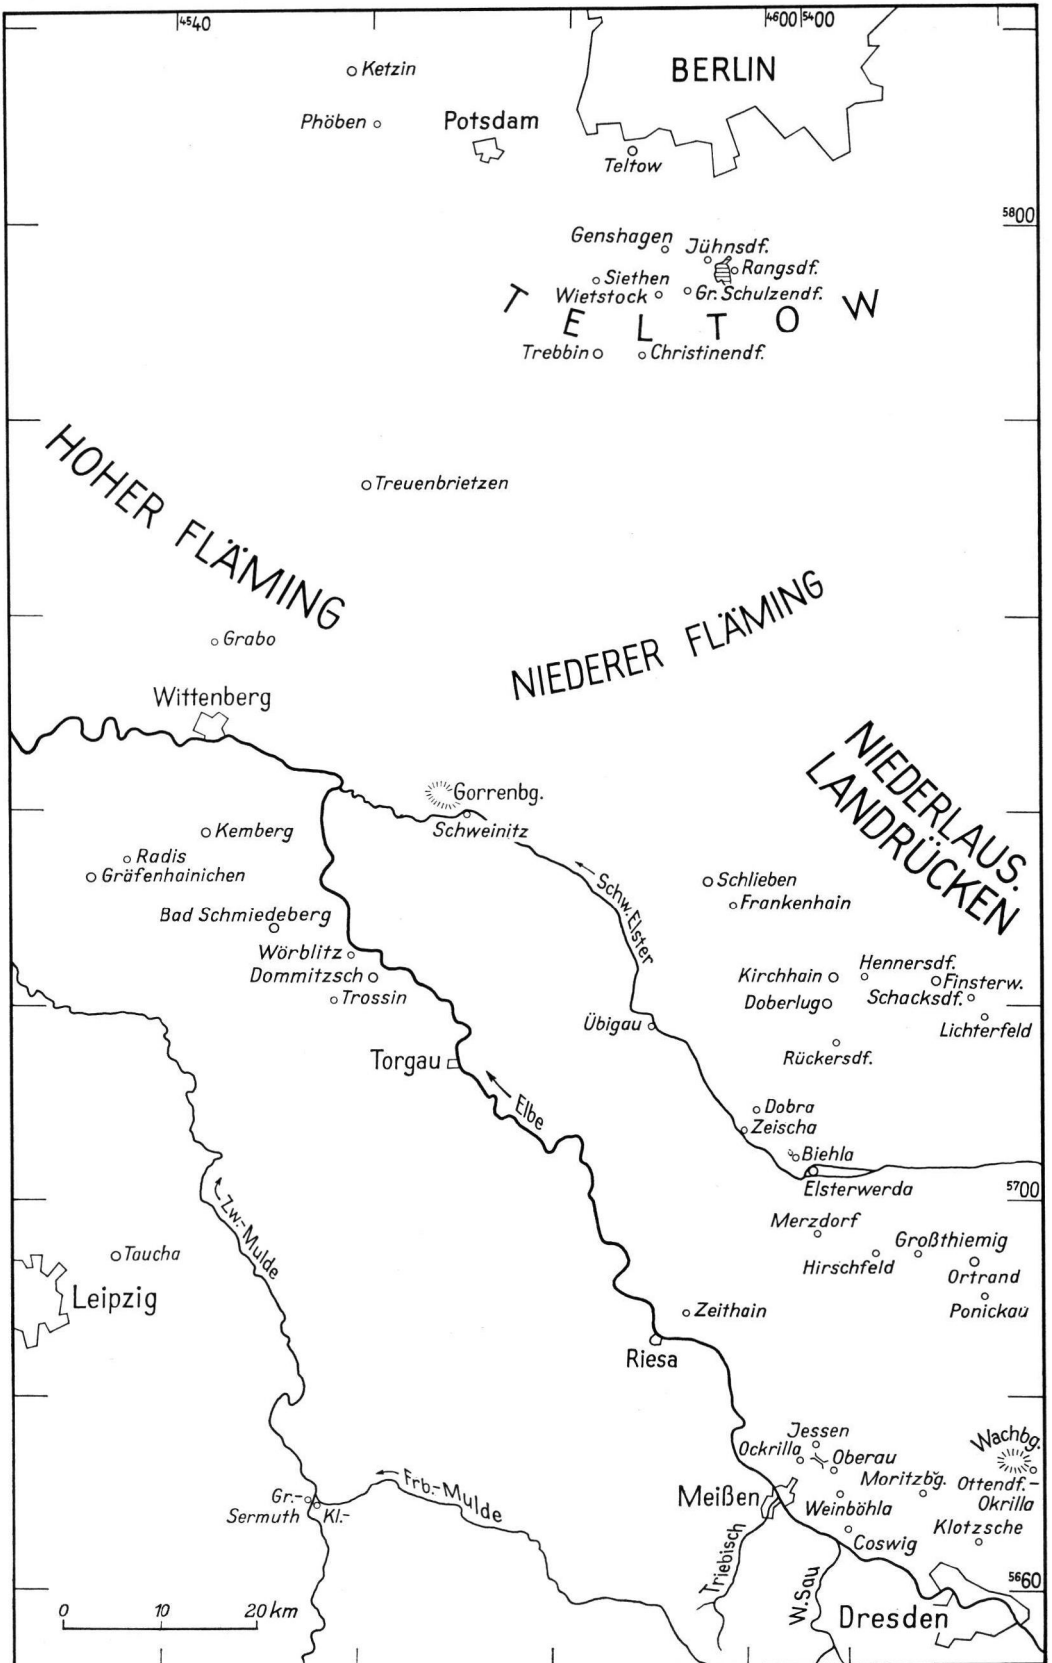 4540
4600 5400
Ketzin
BERLIN
Phöben
Potsdam
Teltow
5800
Genshagen
Jühnsdf.
Rangsdf.
Siethen
Wietstock
Gr. Schulzendf.
TELTOW
Trebbin
Christinendf.
HOHER FLÄMING
Treuenbrietzen
NIEDERER FLÄMING
Grabo
Wittenberg
NIEDERLAUS.
LANDRÜCKEN
Gorrenbg.
Schweinitz
Kemberg
Radis
Gräfenhainichen
Schw. Elster
Schlieben
Frankenhain
Bad Schmiedeberg
Wörblitz
Dommitzsch
Trossin
Kirchhain
Hennersdf.
Finsterw.
Doberlug
Schacksdf.
Lichterfeld
Übigau
Rückersdf.
Torgau
Elbe
Dobra
Zeischa
Biehla
Elsterwerda
5700
Zw.-Mulde
Merzdorf
Großthiemig
Hirschfeld
Ortrand
Ponickau
Taucha
Leipzig
Zeithain
Riesa
Jessen
Ockrilla
Oberau
Wachbg.
Moritzbg.
Ottendf.-
Okrilla
Frb.-Mulde
Gr.-
Sermuth
Kl.-
Meißen
Weinböhla
Klotzsche
Coswig
Triebisch
W. Sau
5660
Dresden
0 10 20 km